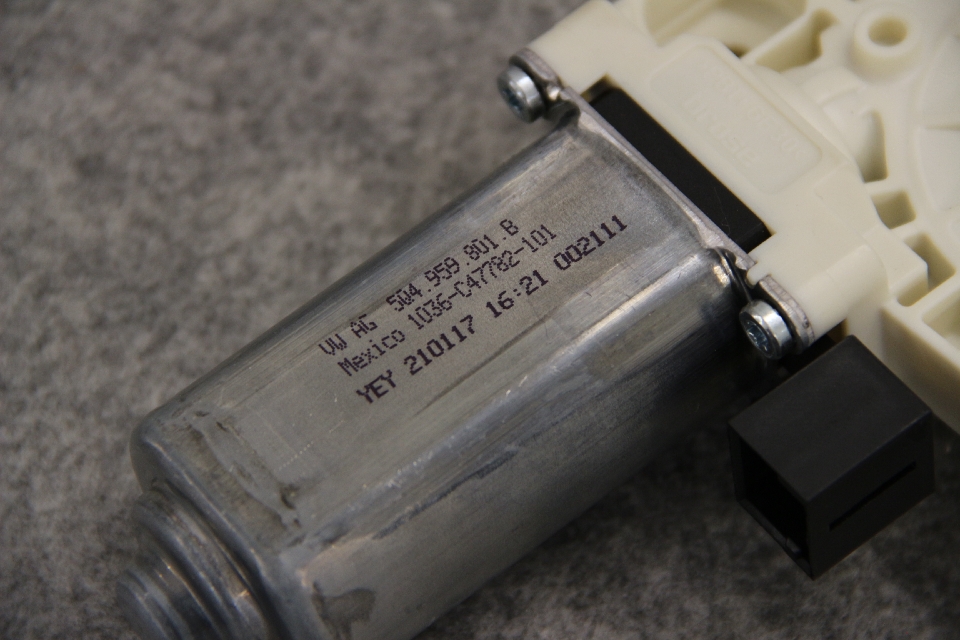 VW AG 5Q4.959.801.B
Mexico 1036-C47782-101
YEY 210117 16:21 002111